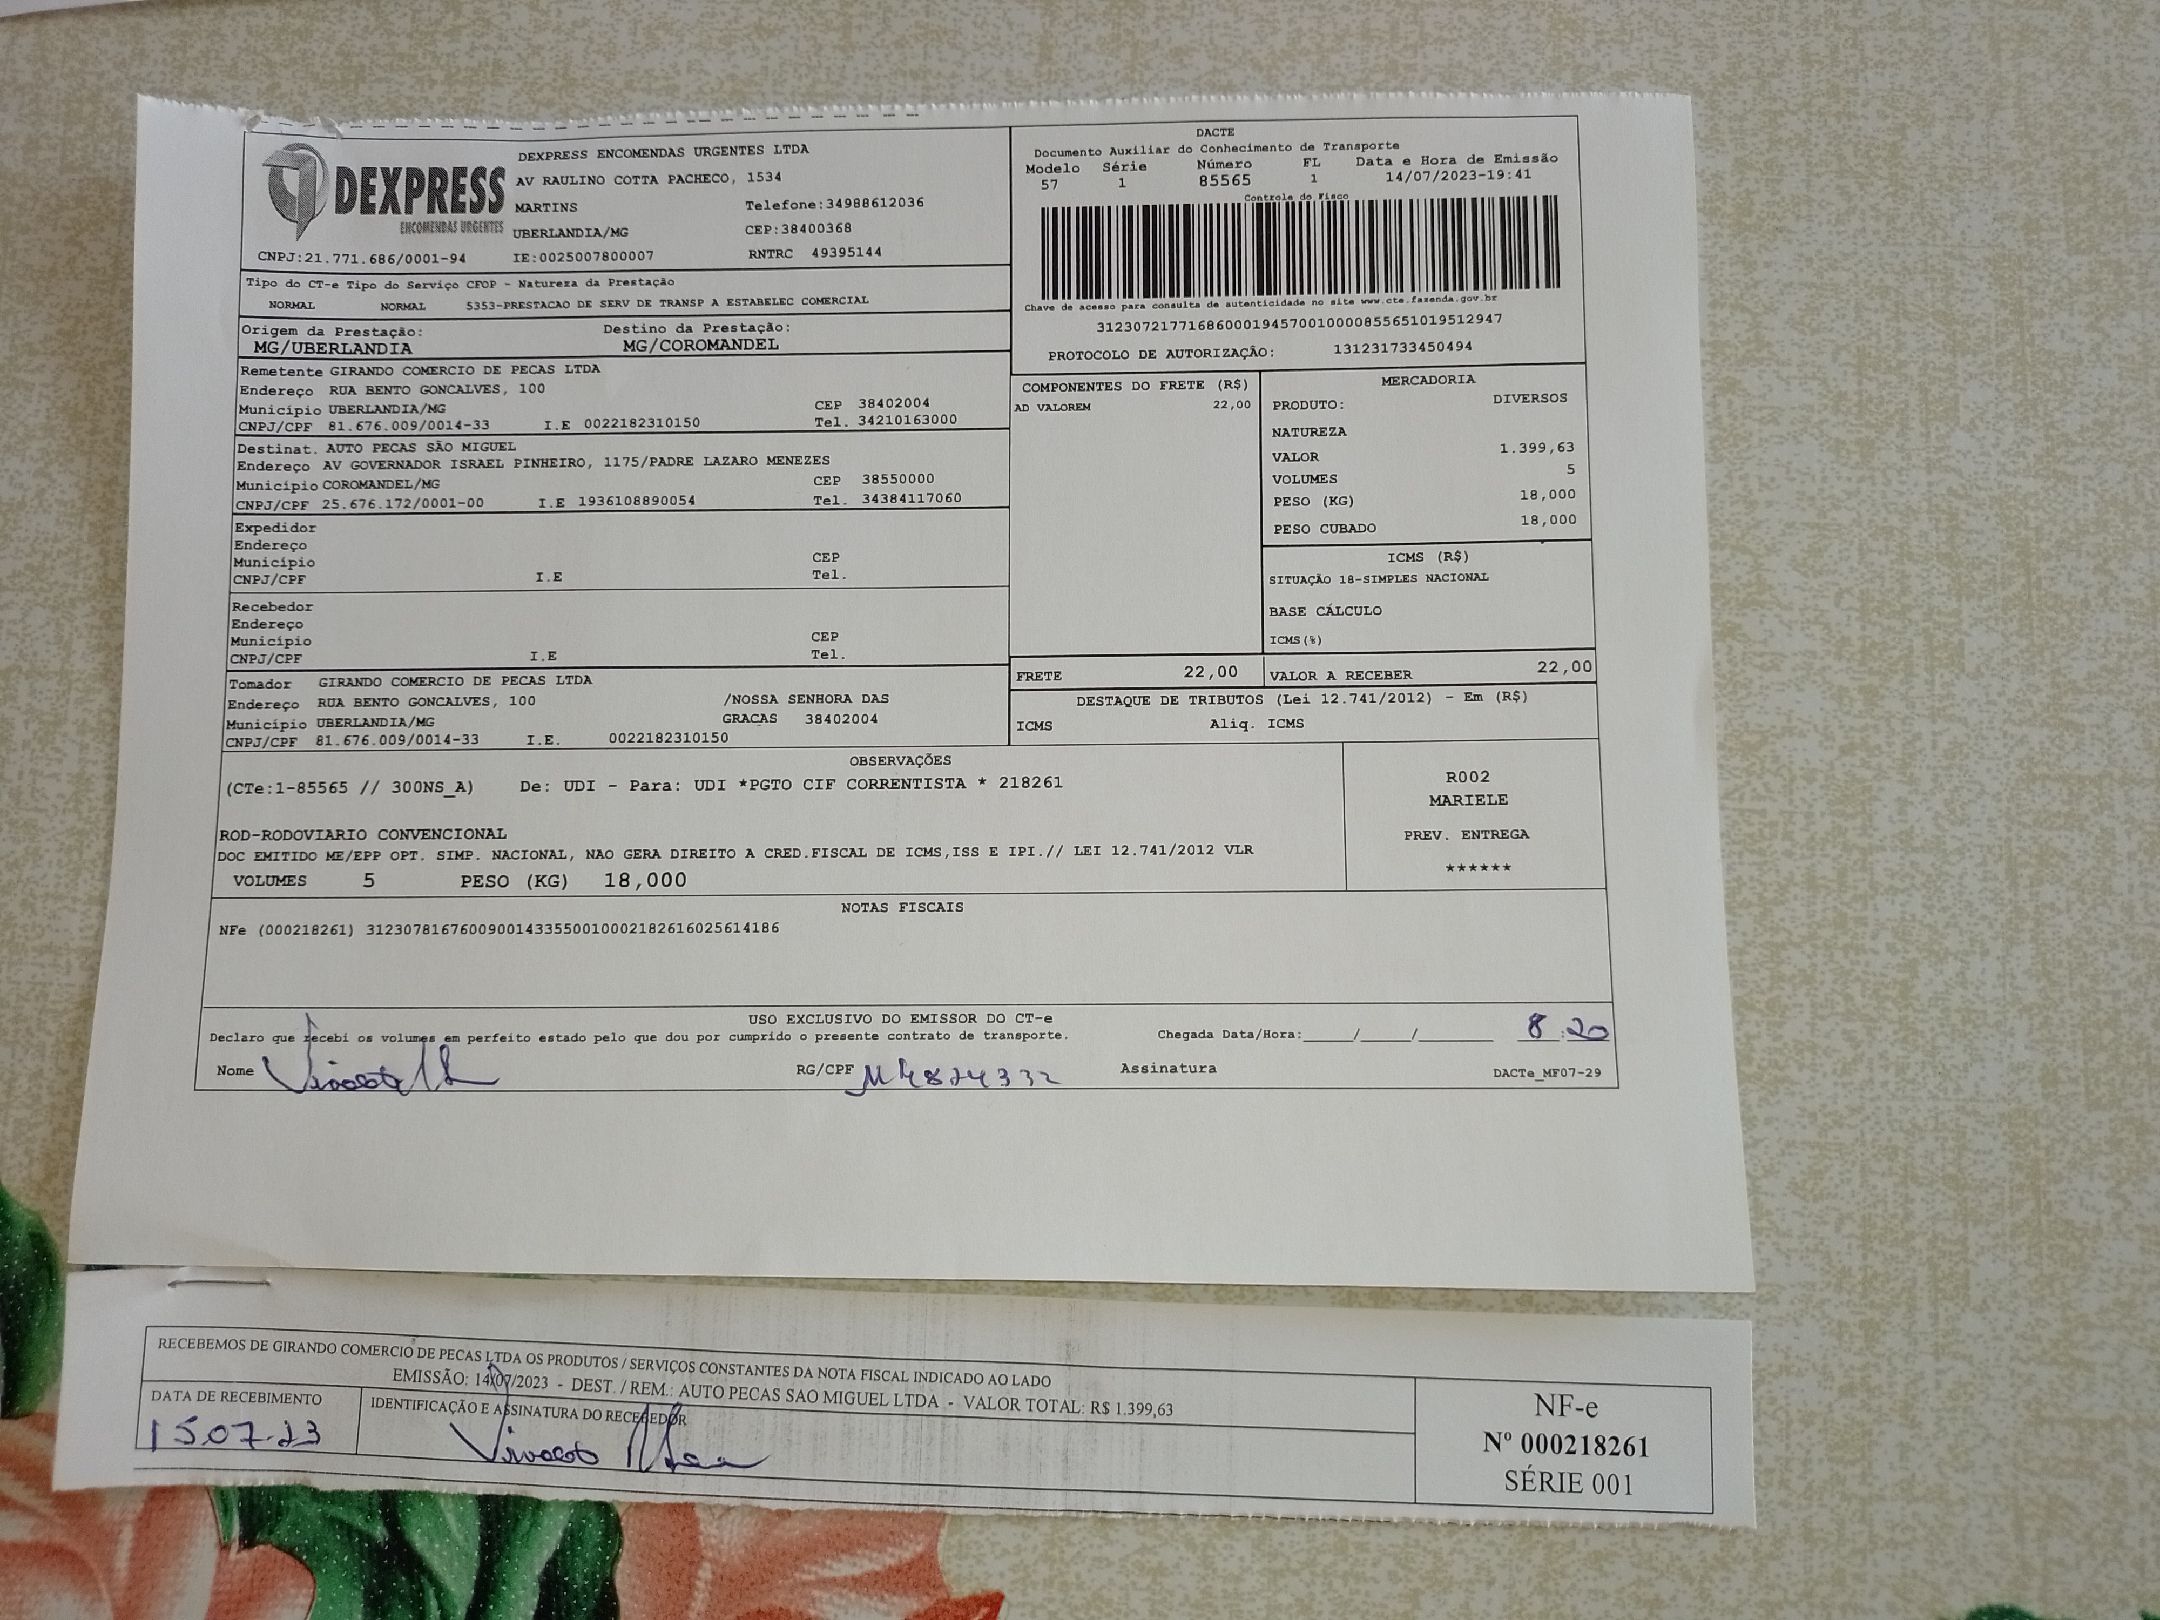 DEXPRESS
ENCOMENDAS URGENTES
DEXPRESS ENCOMENDAS URGENTES LTDA
AV RAULINO COTTA PACHECO, 1534
MARTINS Telefone:34988612036
UBERLANDIA/MG CEP:38400368
CNPJ:21.771.686/0001-94 IE:0025007800007 RNTRC 49395144
DACTE
Documento Auxiliar do Conhecimento de Transporte
Modelo Série Número FL Data e Hora de Emissão
57 1 85565 1 14/07/2023-19:41
Controle do Fisco
Chave de acesso para consulta de autenticidade no site www.cte.fazenda.gov.br
31230721771686000194570010000855651019512947
PROTOCOLO DE AUTORIZAÇÃO: 131231733450494
Tipo do CT-e Tipo do Serviço CFOP - Natureza da Prestação
NORMAL NORMAL 5353-PRESTACAO DE SERV DE TRANSP A ESTABELEC COMERCIAL
Origem da Prestação: Destino da Prestação:
MG/UBERLANDIA MG/COROMANDEL
Remetente GIRANDO COMERCIO DE PECAS LTDA
Endereço RUA BENTO GONCALVES, 100
Município UBERLANDIA/MG CEP 38402004
CNPJ/CPF 81.676.009/0014-33 I.E 0022182310150 Tel. 34210163000
Destinat. AUTO PECAS SÃO MIGUEL
Endereço AV GOVERNADOR ISRAEL PINHEIRO, 1175/PADRE LAZARO MENEZES
Município COROMANDEL/MG CEP 38550000
CNPJ/CPF 25.676.172/0001-00 I.E 1936108890054 Tel. 34384117060
Expedidor
Endereço
Município CEP
CNPJ/CPF I.E Tel.
Recebedor
Endereço
Município CEP
CNPJ/CPF I.E Tel.
Tomador GIRANDO COMERCIO DE PECAS LTDA
Endereço RUA BENTO GONCALVES, 100 /NOSSA SENHORA DAS
Município UBERLANDIA/MG GRACAS 38402004
CNPJ/CPF 81.676.009/0014-33 I.E. 0022182310150
COMPONENTES DO FRETE (R$)
AD VALOREM 22,00
MERCADORIA
PRODUTO: DIVERSOS
NATUREZA
VALOR 1.399,63
VOLUMES 5
PESO (KG) 18,000
PESO CUBADO 18,000
ICMS (R$)
SITUAÇÃO 18-SIMPLES NACIONAL
BASE CÁLCULO
ICMS(%)
FRETE 22,00 VALOR A RECEBER 22,00
DESTAQUE DE TRIBUTOS (Lei 12.741/2012) - Em (R$)
ICMS Aliq. ICMS
OBSERVAÇÕES
(CTe:1-85565 // 300NS_A) De: UDI - Para: UDI *PGTO CIF CORRENTISTA * 218261
ROD-RODOVIARIO CONVENCIONAL
DOC EMITIDO ME/EPP OPT. SIMP. NACIONAL, NAO GERA DIREITO A CRED.FISCAL DE ICMS,ISS E IPI.// LEI 12.741/2012 VLR
VOLUMES 5 PESO (KG) 18,000
R002
MARIELE
PREV. ENTREGA
******
NOTAS FISCAIS
NFe (000218261) 31230781676009001433550010002182616025614186
USO EXCLUSIVO DO EMISSOR DO CT-e
Declaro que recebi os volumes em perfeito estado pelo que dou por cumprido o presente contrato de transporte. Chegada Data/Hora:_____/_____/_______ 8:20
Nome RG/CPF Assinatura DACTe_MF07-29
RECEBEMOS DE GIRANDO COMERCIO DE PECAS LTDA OS PRODUTOS / SERVIÇOS CONSTANTES DA NOTA FISCAL INDICADO AO LADO
EMISSÃO: 14/07/2023 - DEST. / REM.: AUTO PECAS SAO MIGUEL LTDA - VALOR TOTAL: R$ 1.399,63
DATA DE RECEBIMENTO IDENTIFICAÇÃO E ASSINATURA DO RECEBEDOR
15.07.23
NF-e
Nº 000218261
SÉRIE 001